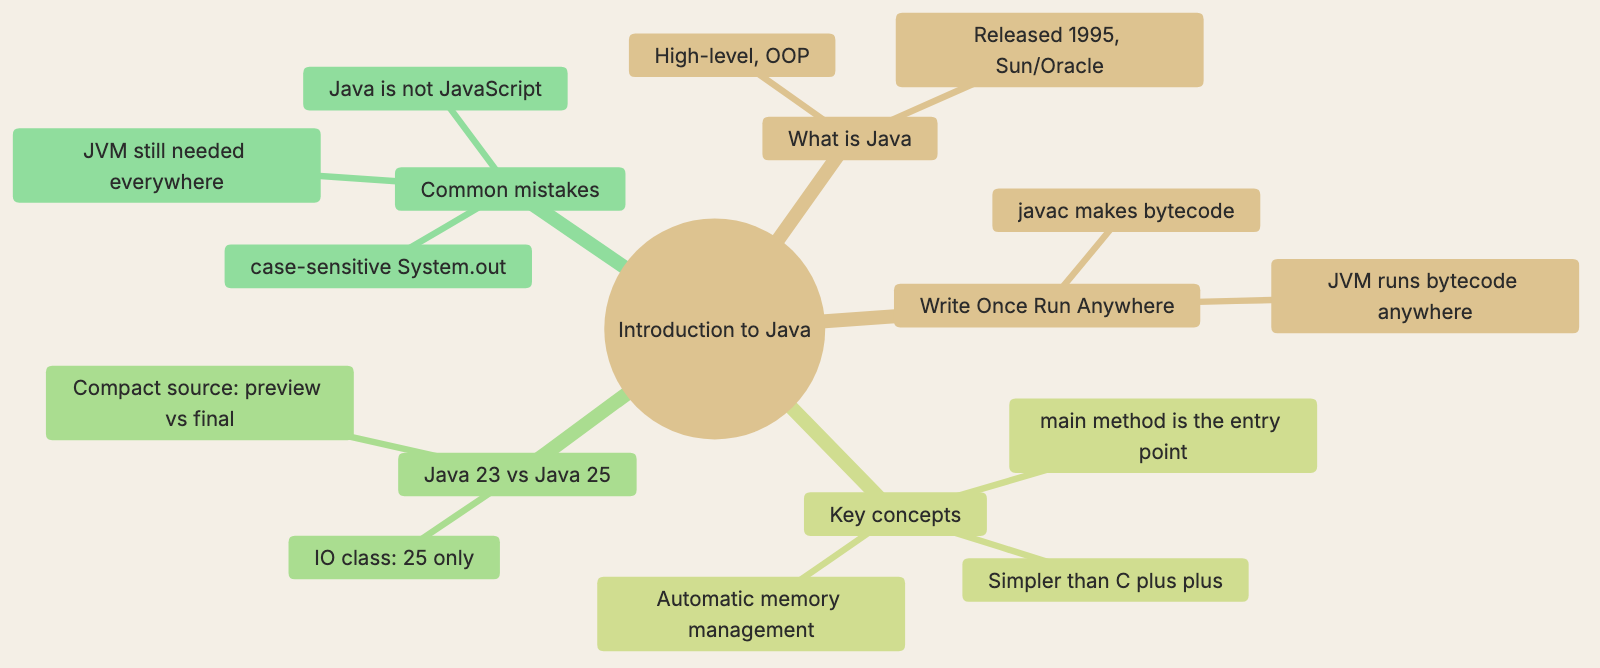 Introduction to Java
What is Java
High-level, OOP
Released 1995,
Sun/Oracle
Write Once Run Anywhere
javac makes bytecode
JVM runs bytecode
anywhere
Key concepts
main method is the entry
point
Simpler than C plus plus
Automatic memory
management
Java 23 vs Java 25
Compact source: preview
vs final
IO class: 25 only
Common mistakes
Java is not JavaScript
JVM still needed
everywhere
case-sensitive System.out